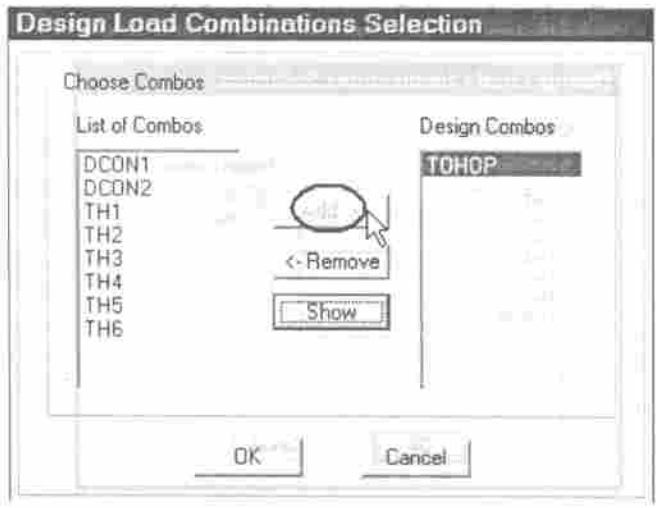 Design Load Combinations Selection
Choose Combos
List of Combos
Design Combos
DCON1
DCON2
TH1
TH2
TH3
TH4
TH5
TH6
TOHOP
<- Remove
Show
OK
Cancel